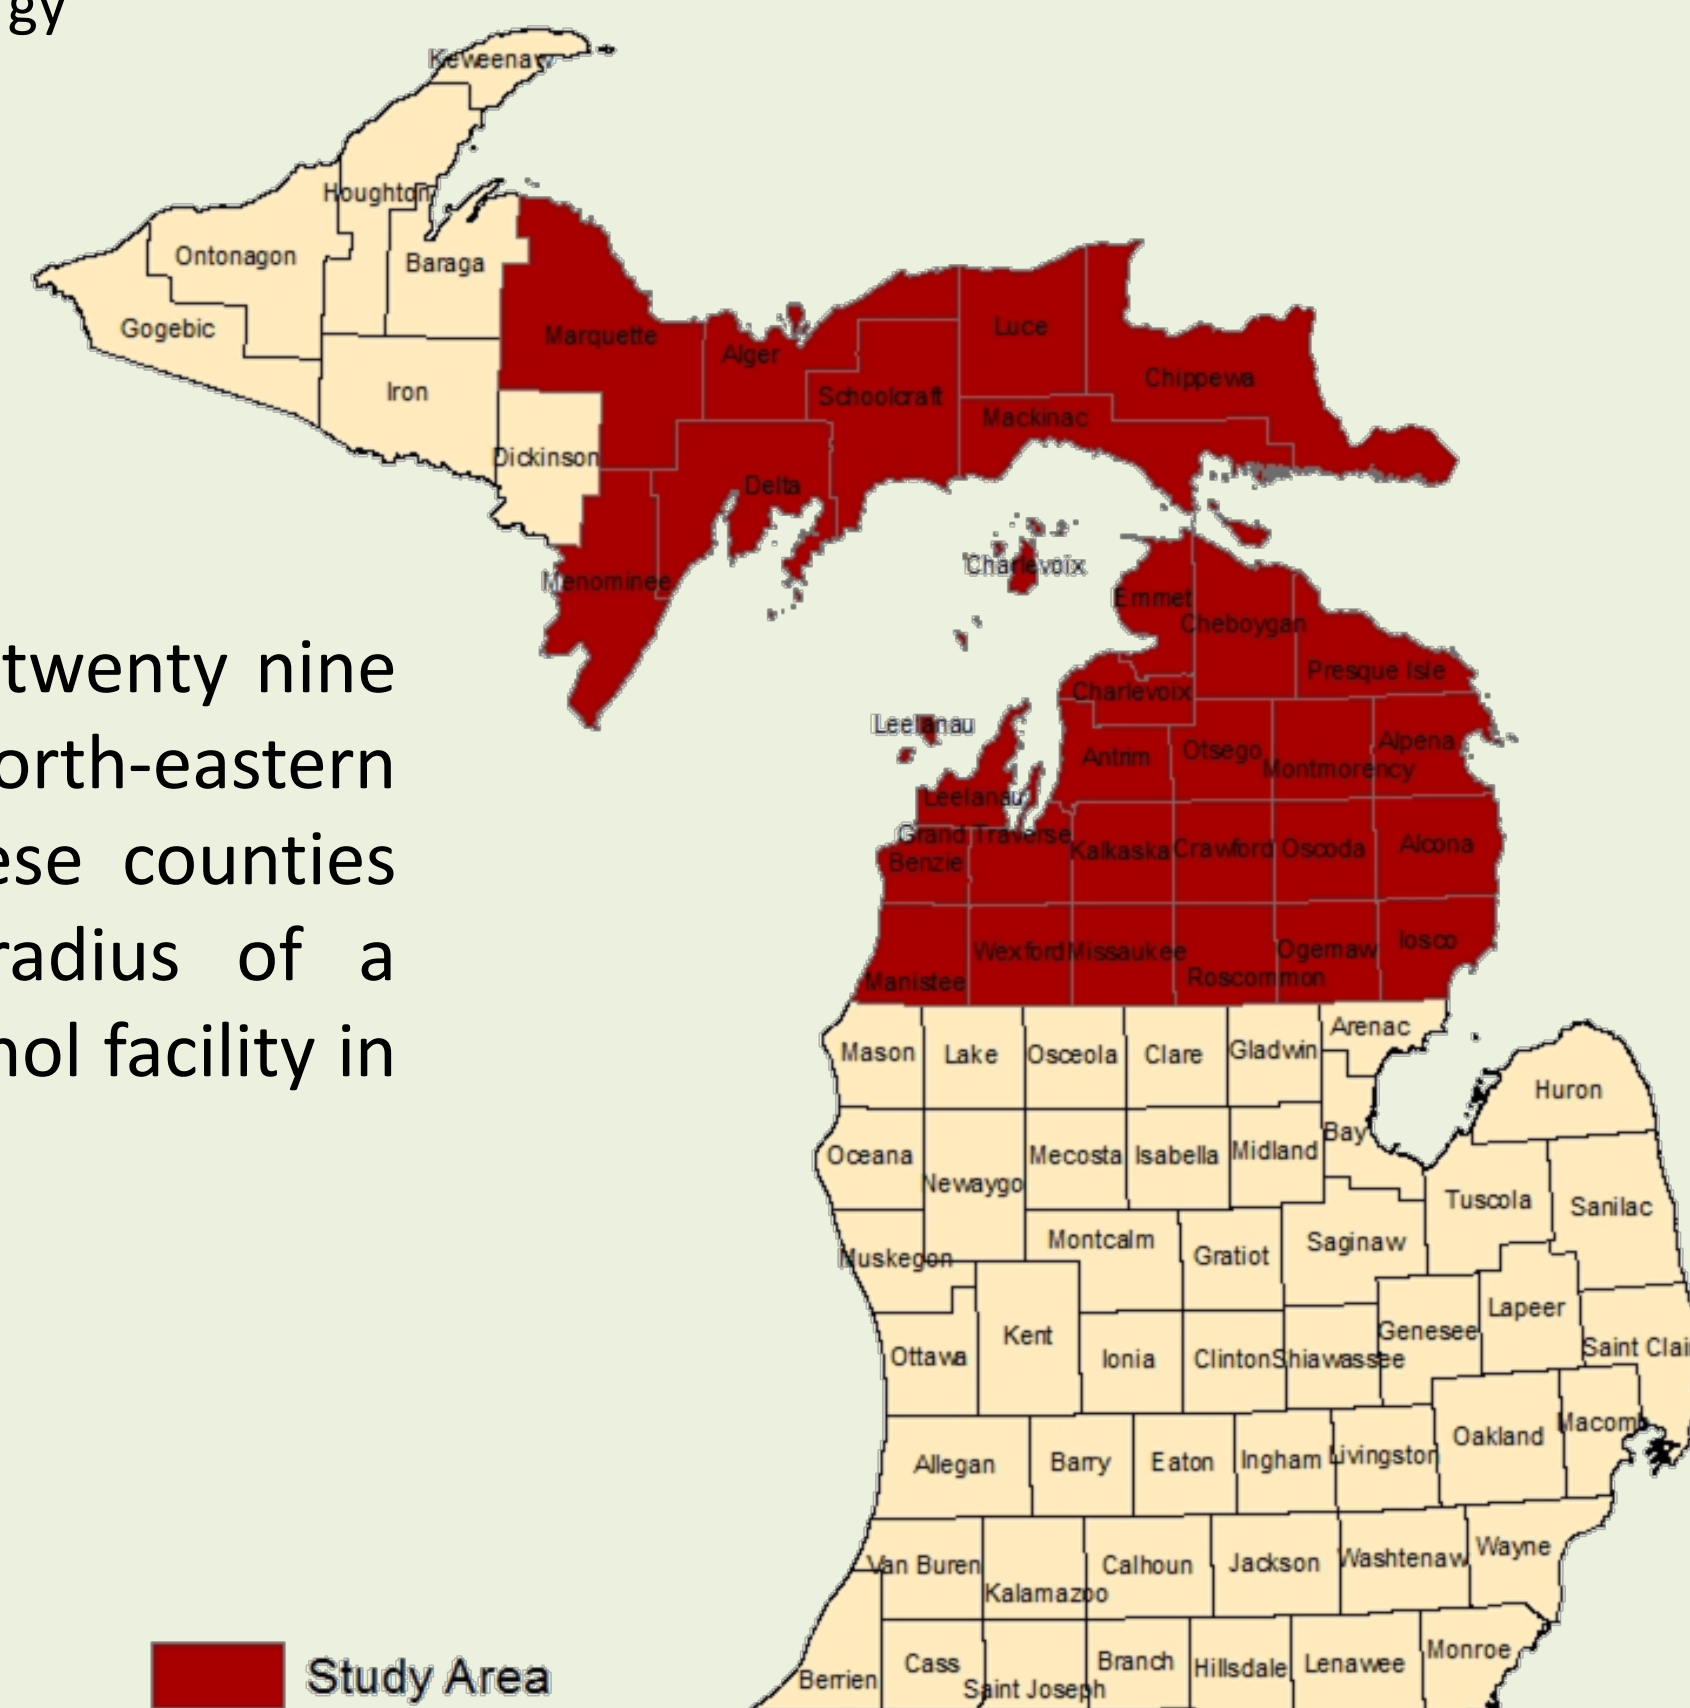 gy
Keweenaw
Houghton
Ontonagon
Baraga
Gogebic
Marquette
Luce
Alger
Chippewa
Iron
Schoolcraft
Mackinac
Dickinson
Delta
Charlevoix
Menominee
Emmet
Cheboygan
twenty nine
Presque Isle
Charlevoix
Leelanau
Alpena
Otsego
Antrim
Montmorency
orth-eastern
Leelanau
Grand Traverse
Kalkaska
Crawford
Oscoda
Alcona
Benzie
ese counties
Iosco
Ogemaw
Wexford
Missaukee
radius of a
Roscommon
Manistee
Arenac
nol facility in
Mason
Lake
Osceola
Clare
Gladwin
Huron
Bay
Oceana
Mecosta
Isabella
Midland
Newaygo
Tuscola
Sanilac
Montcalm
Saginaw
Muskegon
Gratiot
Lapeer
Kent
Genesee
Saint Clai
Ottawa
Ionia
Clinton
Shiawassee
Macomb
Oakland
Allegan
Barry
Eaton
Ingham
Livingston
Van Buren
Calhoun
Jackson
Washtenaw
Wayne
Kalamazoo
Berrien
Cass
Saint Joseph
Branch
Hillsdale
Lenawee
Monroe
Study Area